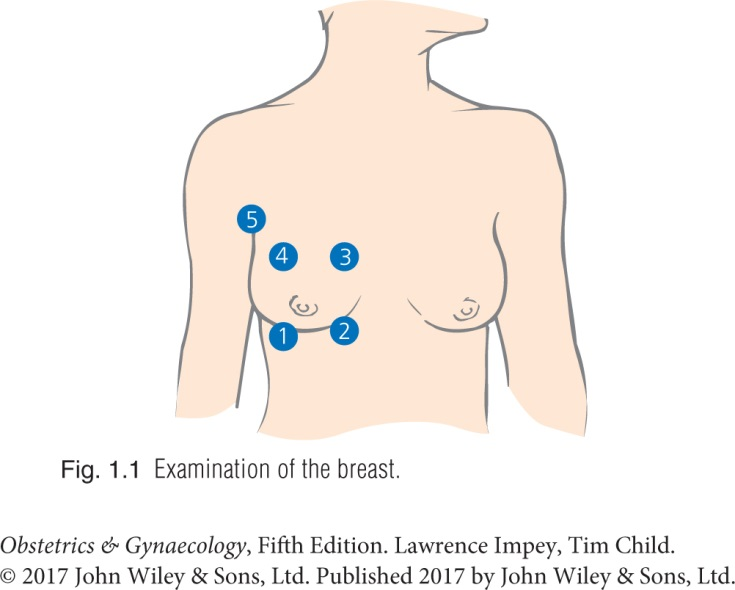 5
4 3
1 2
Fig. 1.1 Examination of the breast.
Obstetrics & Gynaecology, Fifth Edition. Lawrence Impey, Tim Child.
© 2017 John Wiley & Sons, Ltd. Published 2017 by John Wiley & Sons, Ltd.